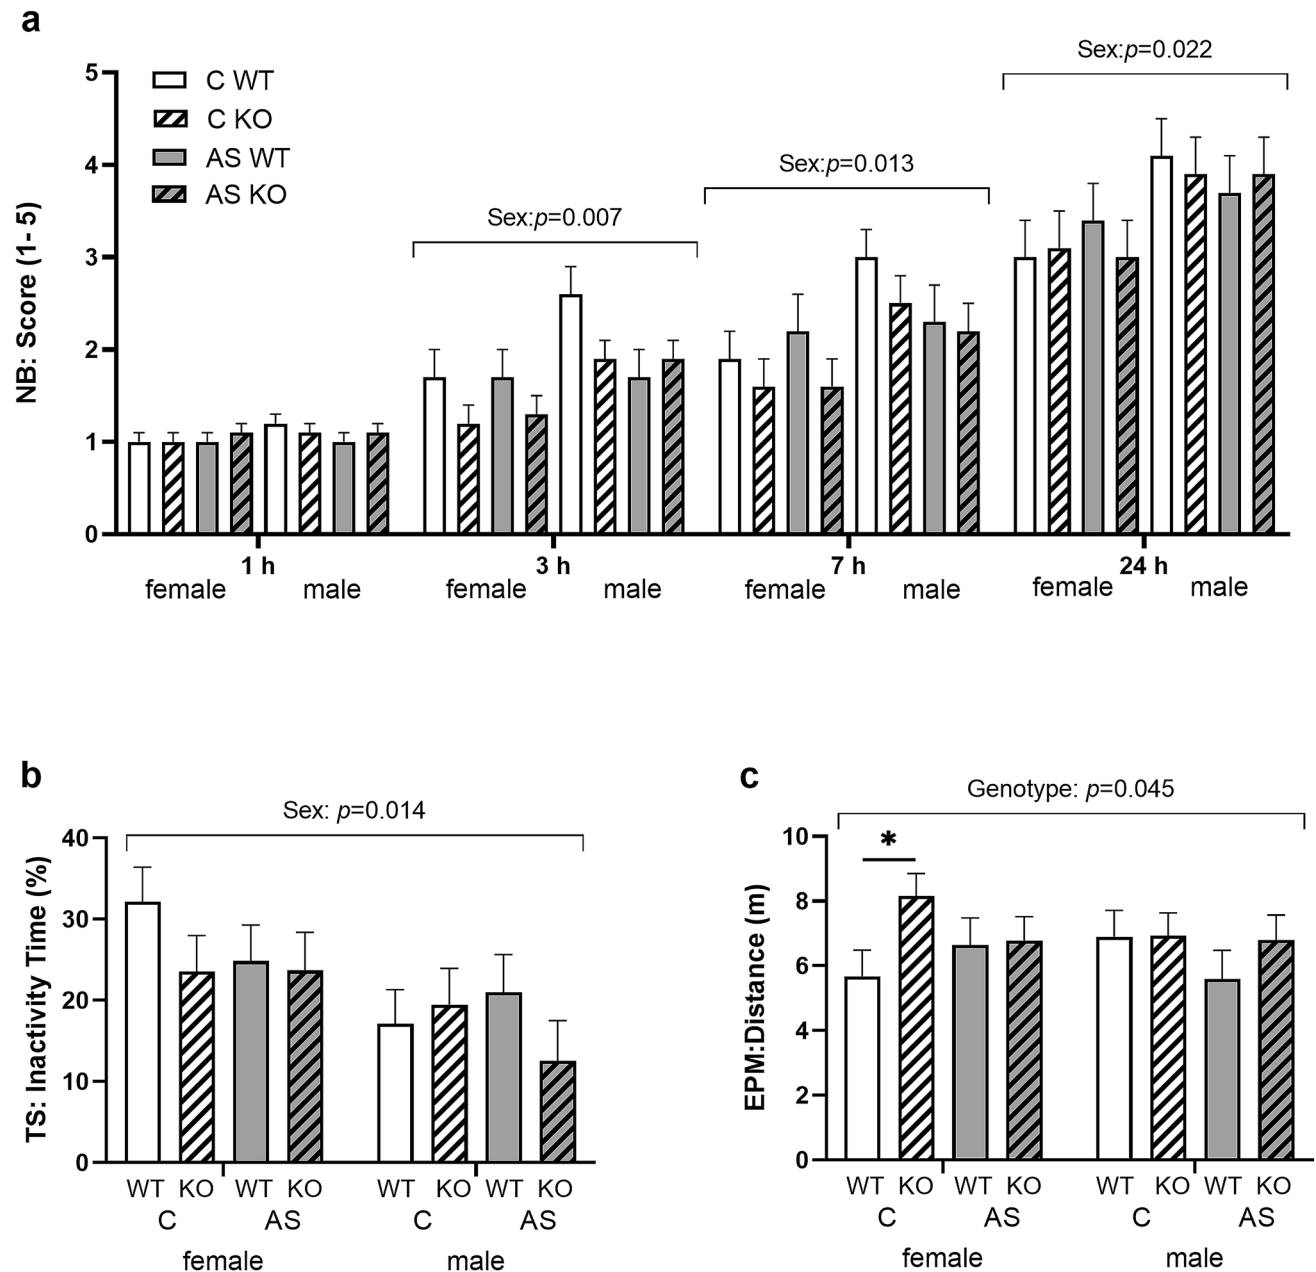 a
Sex:p=0.022
5
C WT
C KO
Sex:p=0.013
4
AS WT
AS KO
Sex:p=0.007
NB: Score (1- 5)
3
2
1
0
1 h
3 h
7 h
24 h
female male female male female male female male
b
c
Sex: p=0.014
Genotype: p=0.045
40
30
20
10
0
TS: Inactivity Time (%)
WT KO WT KO WT KO WT KO
C AS C AS
female male
10
*
8
6
4
2
0
EPM:Distance (m)
WT KO WT KO WT KO WT KO
C AS C AS
female male